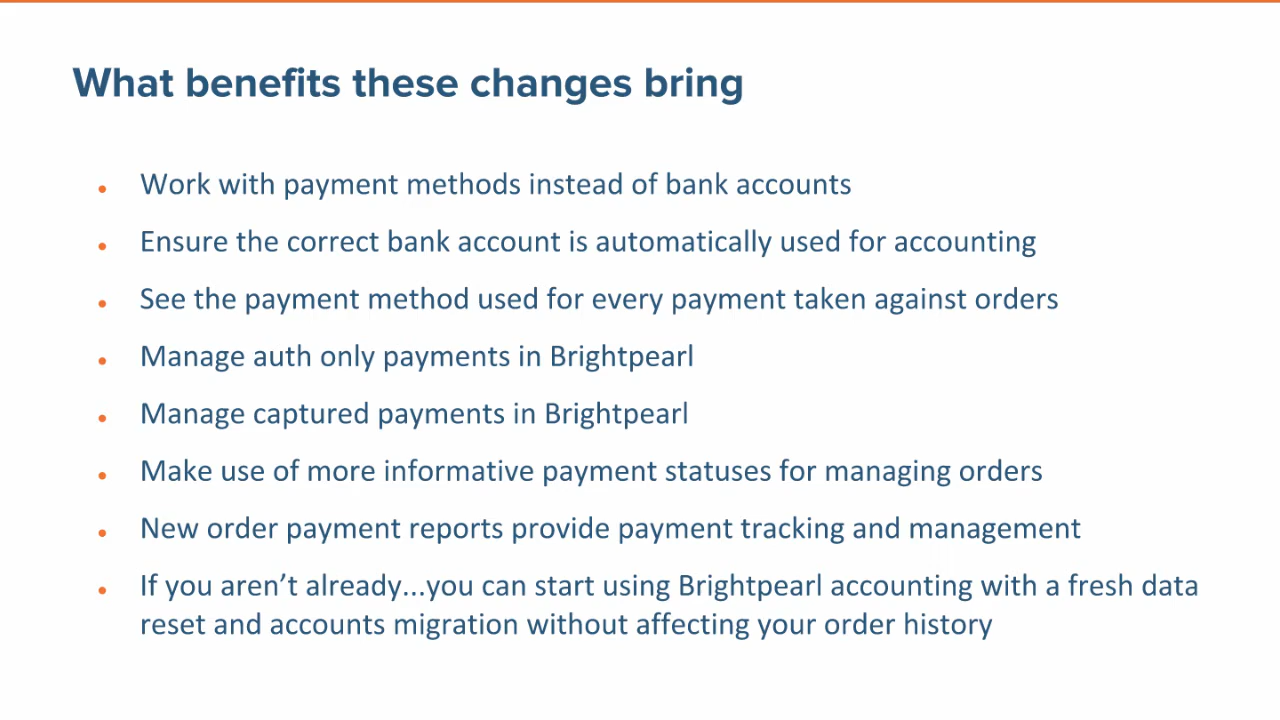 What benefits these changes bring
• Work with payment methods instead of bank accounts
• Ensure the correct bank account is automatically used for accounting
• See the payment method used for every payment taken against orders
• Manage auth only payments in Brightpearl
• Manage captured payments in Brightpearl
• Make use of more informative payment statuses for managing orders
• New order payment reports provide payment tracking and management
• If you aren’t already...you can start using Brightpearl accounting with a fresh data
reset and accounts migration without affecting your order history